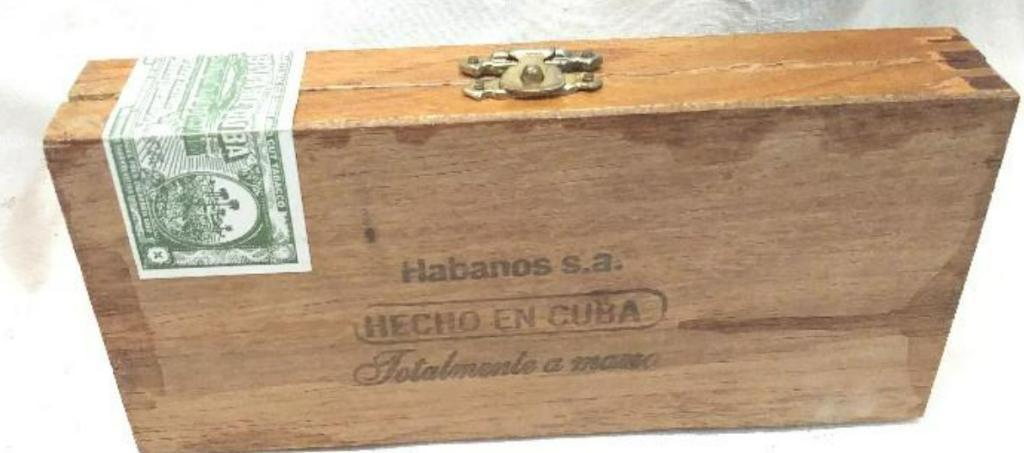 Habanos s.a.
HECHO EN CUBA
Totalmente a mano